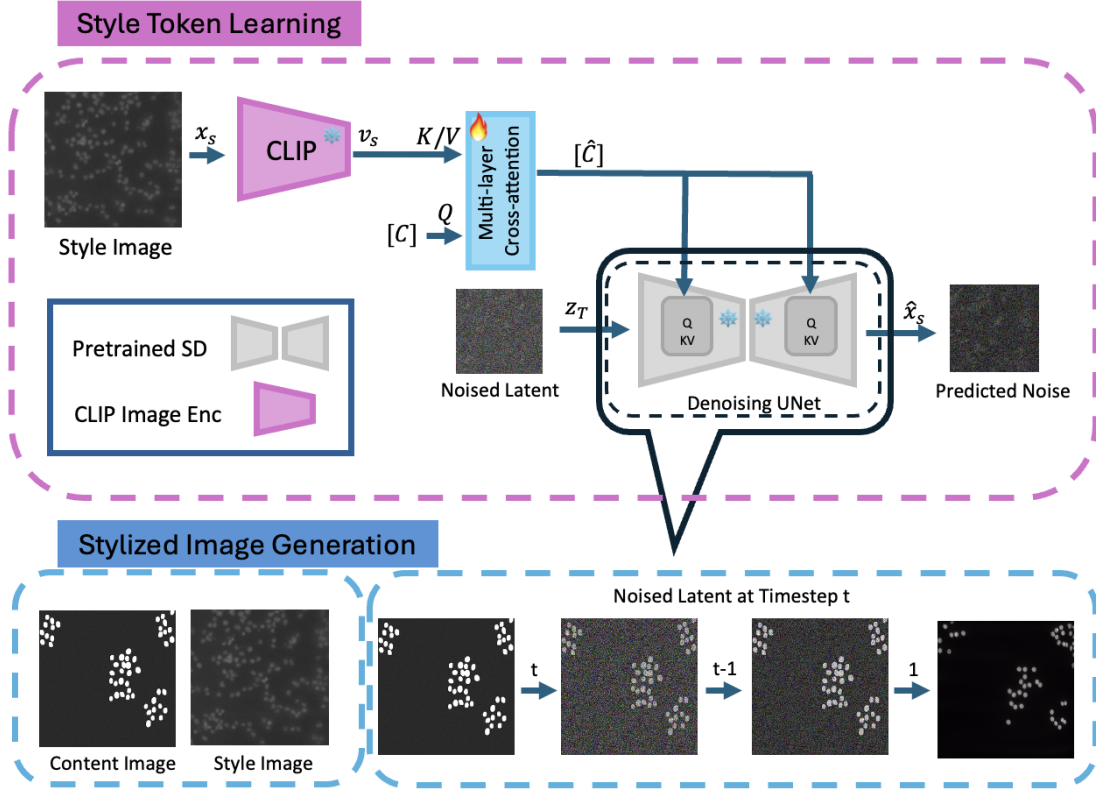 Style Token Learning
x_s
CLIP
v_s
K/V
Multi-layer
Cross-attention
[Ĉ]
[C]
Q
Style Image
Pretrained SD
CLIP Image Enc
z_T
Noised Latent
Q
KV
Q
KV
Denoising UNet
x̂_s
Predicted Noise
Stylized Image Generation
Content Image
Style Image
Noised Latent at Timestep t
t
t-1
1